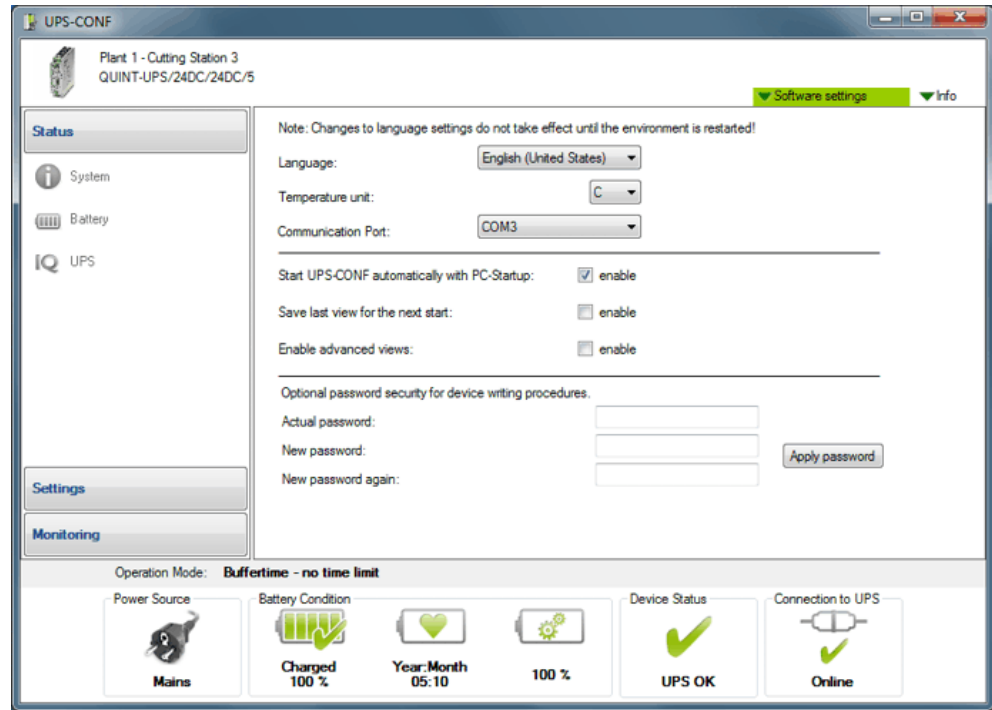 UPS-CONF
Plant 1 - Cutting Station 3
QUINT-UPS/24DC/24DC/5
Software settings
Info
Status
System
Battery
IQ UPS
Settings
Monitoring
Note: Changes to language settings do not take effect until the environment is restarted!
Language: English (United States)
Temperature unit: C
Communication Port: COM3
Start UPS-CONF automatically with PC-Startup: enable
Save last view for the next start: enable
Enable advanced views: enable
Optional password security for device writing procedures.
Actual password:
New password:
Apply password
New password again:
Operation Mode: Buffertime - no time limit
Power Source
Mains
Battery Condition
Charged
100 %
Year:Month
05:10
100 %
Device Status
UPS OK
Connection to UPS
Online